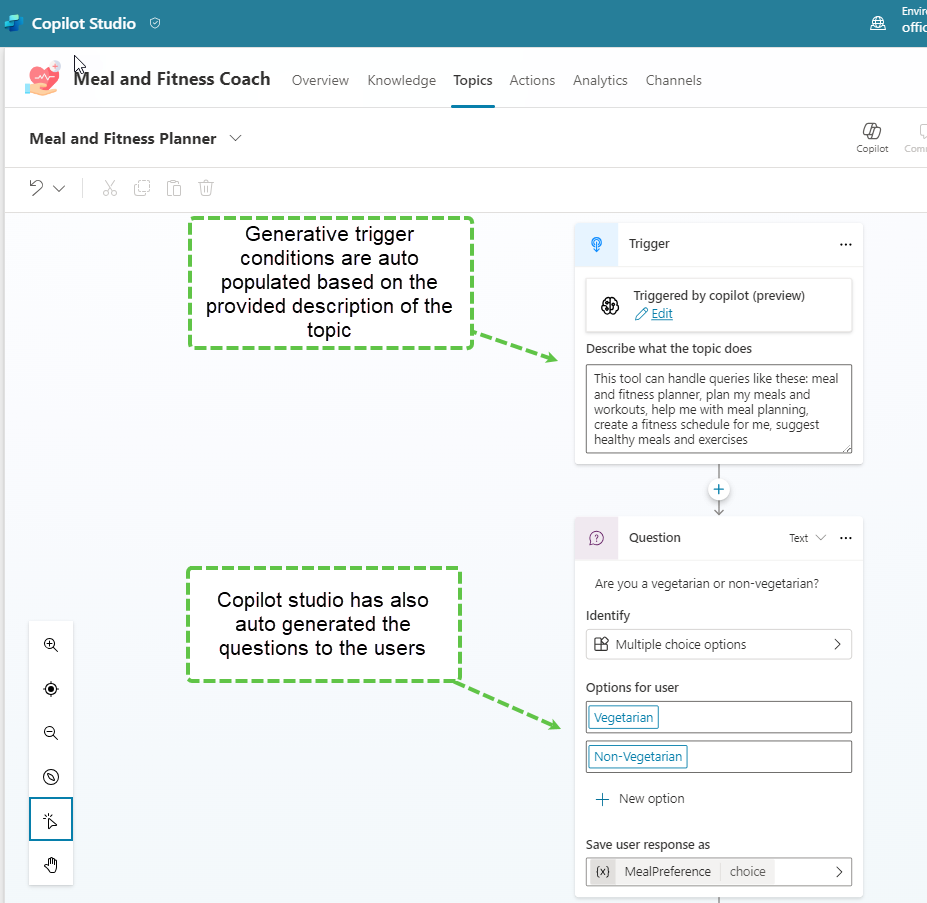 Copilot Studio
Meal and Fitness Coach
Overview
Knowledge
Topics
Actions
Analytics
Channels
Meal and Fitness Planner
Copilot
Generative trigger
conditions are auto
populated based on the
provided description of the
topic
Trigger
Triggered by copilot (preview)
Edit
Describe what the topic does
This tool can handle queries like these: meal
and fitness planner, plan my meals and
workouts, help me with meal planning,
create a fitness schedule for me, suggest
healthy meals and exercises
Copilot studio has also
auto generated the
questions to the users
Question
Text
Are you a vegetarian or non-vegetarian?
Identify
Multiple choice options
Options for user
Vegetarian
Non-Vegetarian
New option
Save user response as
{x} MealPreference choice